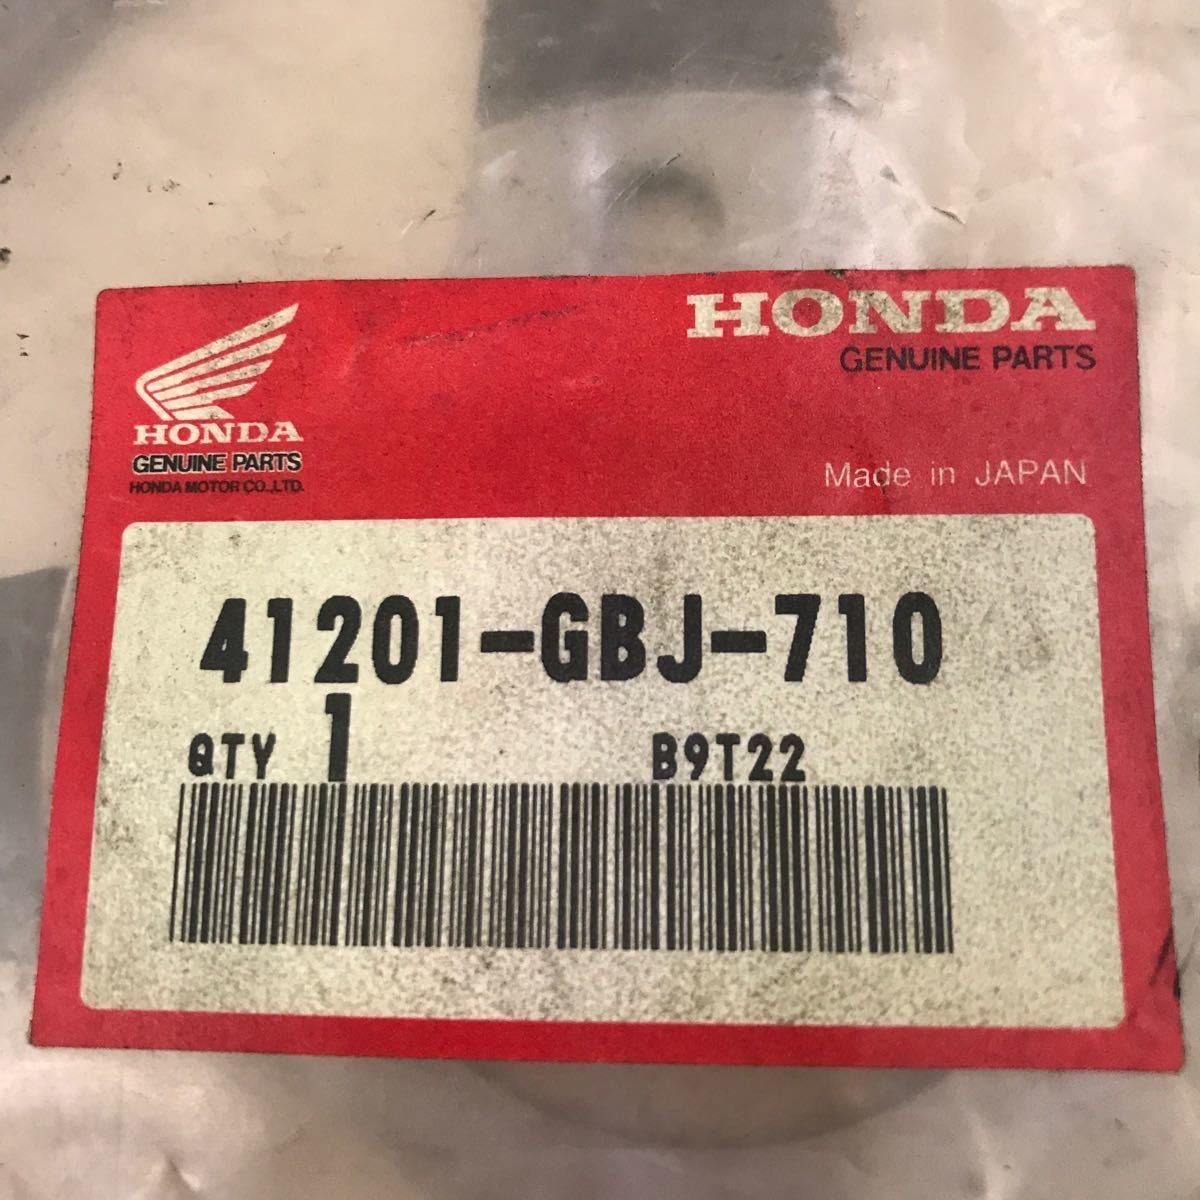 HONDA
GENUINE PARTS
HONDA MOTOR CO.,LTD.
HONDA
GENUINE PARTS
Made in JAPAN
41201-GBJ-710
QTY 1 B9T22